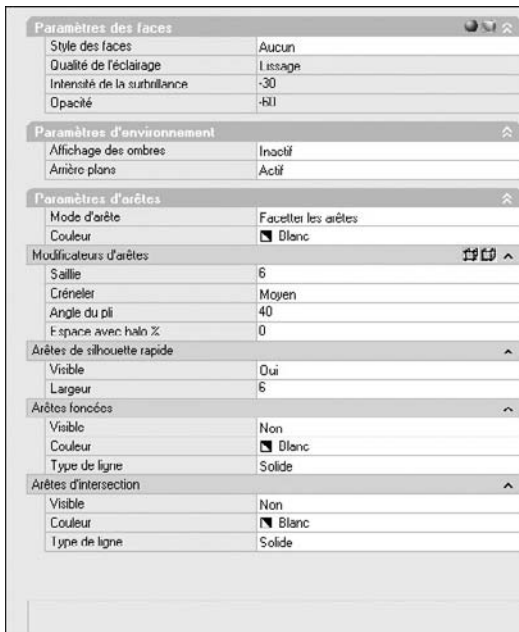 Paramètres des faces
Style des faces Aucun
Qualité de l'éclairage Lissage
Intensité de la surbrillance -30
Opacité -60
Paramètres d'environnement
Affichage des ombres Inactif
Arrière plans Actif
Paramètres d'arêtes
Mode d'arête Facetter les arêtes
Couleur Blanc
Modificateurs d'arêtes
Saillie 6
Créneler Moyen
Angle du pli 40
Espace avec halo % 0
Arêtes de silhouette rapide
Visible Oui
Largeur 6
Arêtes foncées
Visible Non
Couleur Blanc
Type de ligne Solide
Arêtes d'intersection
Visible Non
Couleur Blanc
Type de ligne Solide